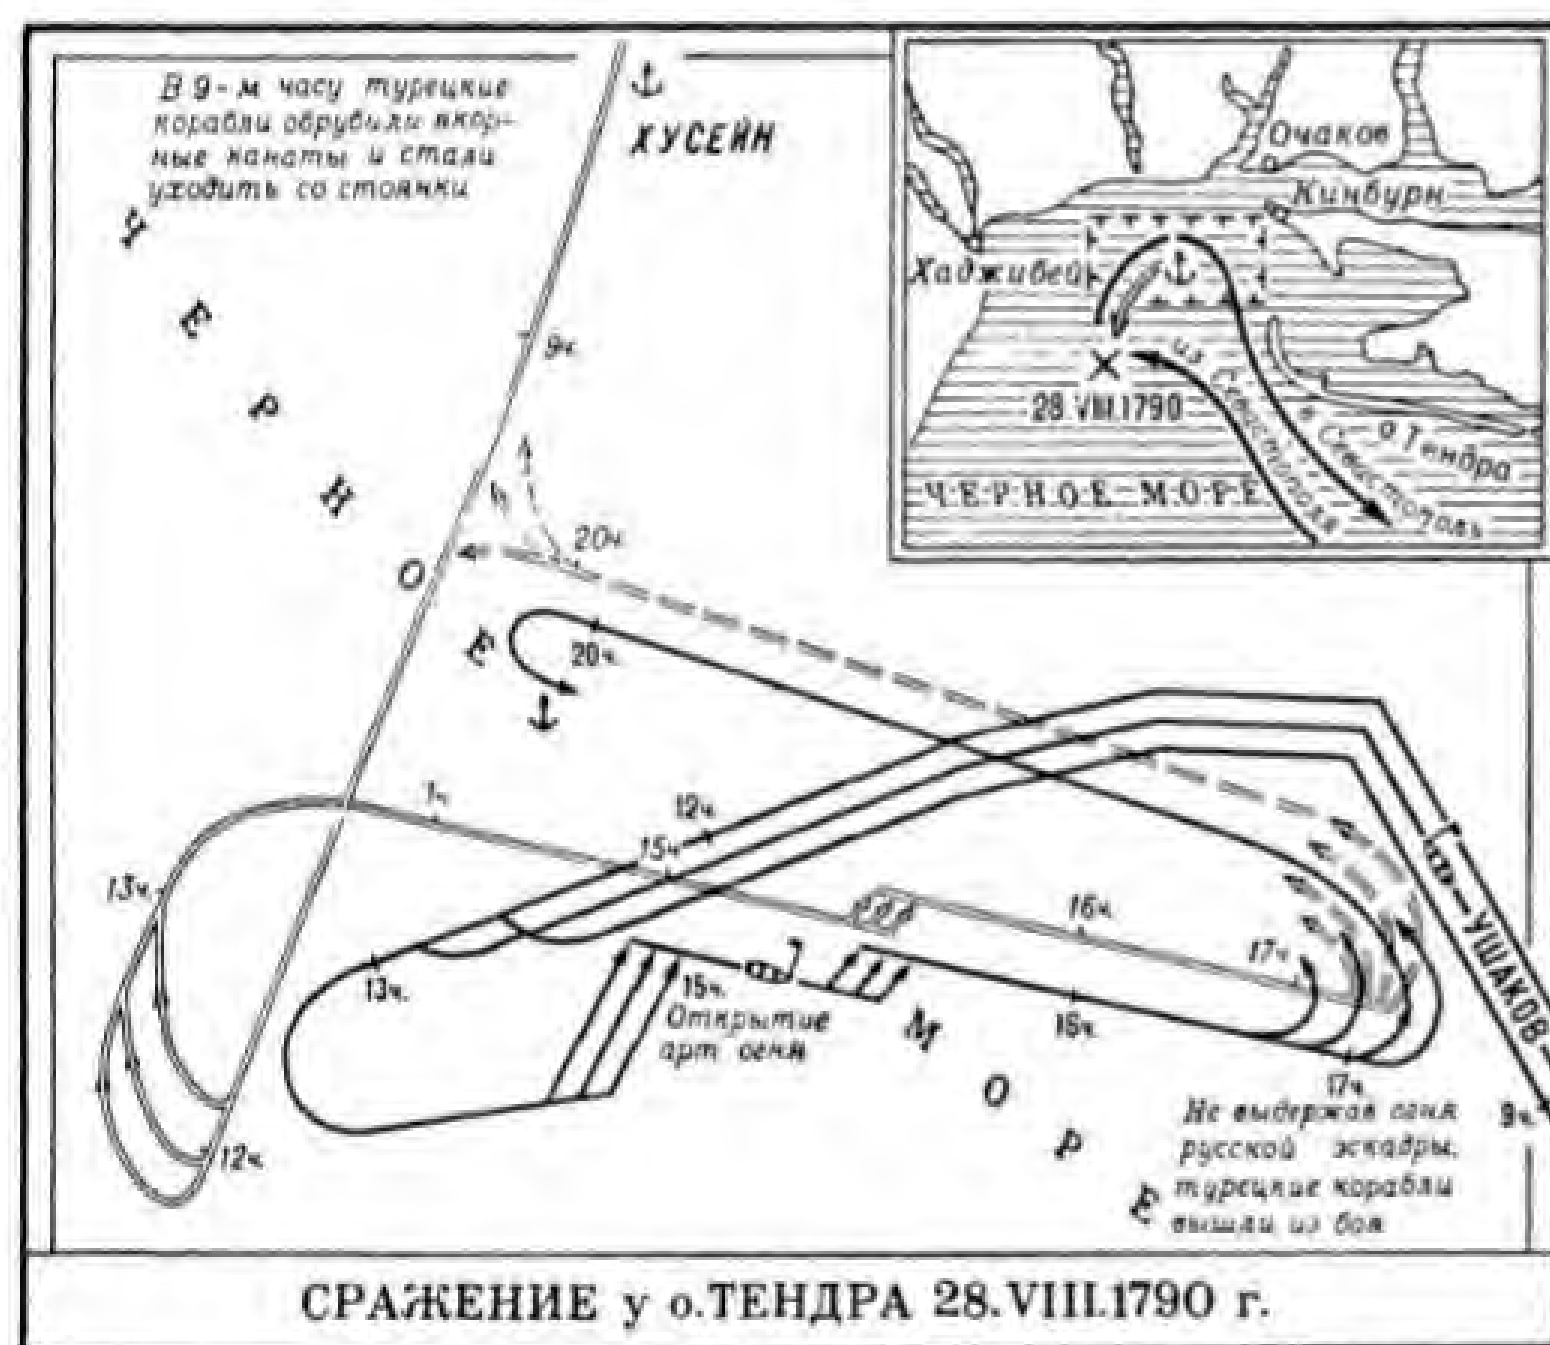 В 9-м часу турецкие
корабли обрубили якор-
ные канаты и стали
уходить со стоянки
ХУСЕЙН
Очаков
Кинбурн
Хаджибей
из Севастополя
в Севастополь
о. Тендра
28.VIII.1790
ЧЕРНОЕ МОРЕ
ЧЕРНОЕ
9ч.
20ч.
20ч.
1ч
12ч.
15ч
13ч.
16ч.
17ч.
УШАКОВ
13ч.
15ч.
Открытие
арт огня
16ч.
МОРЕ
17ч.
9ч.
12ч.
Не выдержав огня
русской эскадры,
турецкие корабли
вышли из боя
СРАЖЕНИЕ у о.ТЕНДРА 28.VIII.1790 г.